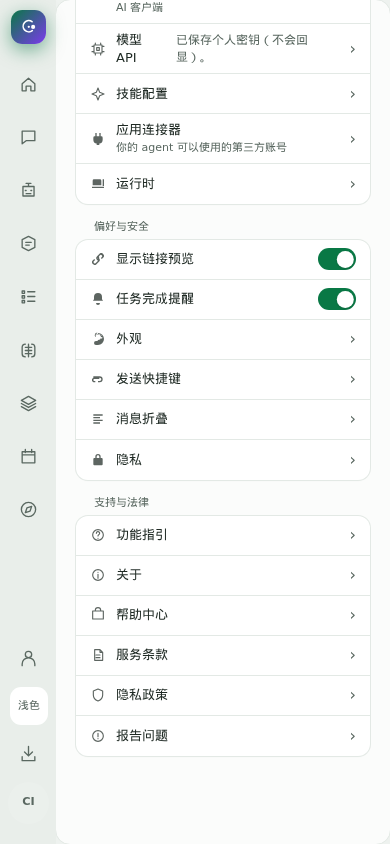 AI 客户端
模型 API
已保存个人密钥（不会回显）。
技能配置
应用连接器
你的 agent 可以使用的第三方账号
运行时
偏好与安全
显示链接预览
任务完成提醒
外观
发送快捷键
消息折叠
隐私
支持与法律
功能指引
关于
帮助中心
服务条款
隐私政策
报告问题
浅色
CI